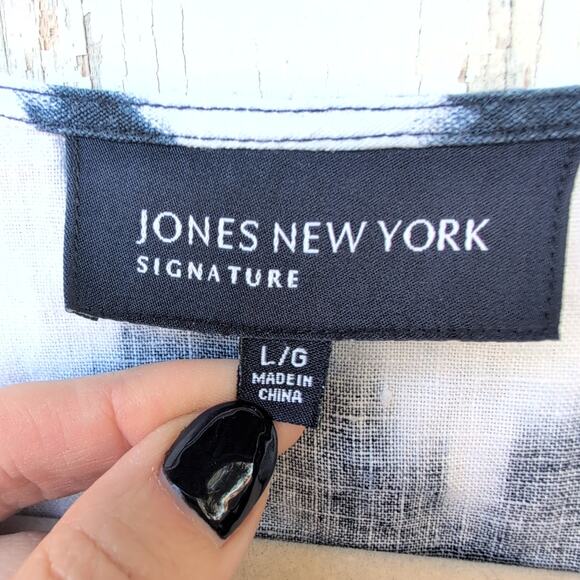 JONES NEW YORK
SIGNATURE
L/G
MADE IN
CHINA